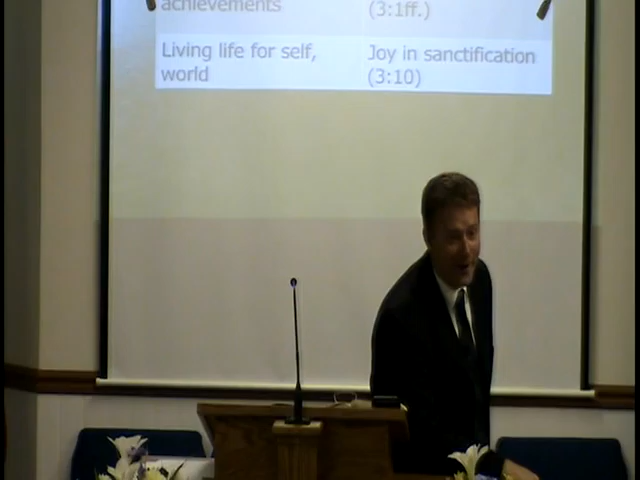 achievements
(3:1ff.)
Living life for self,
world
Joy in sanctification
(3:10)